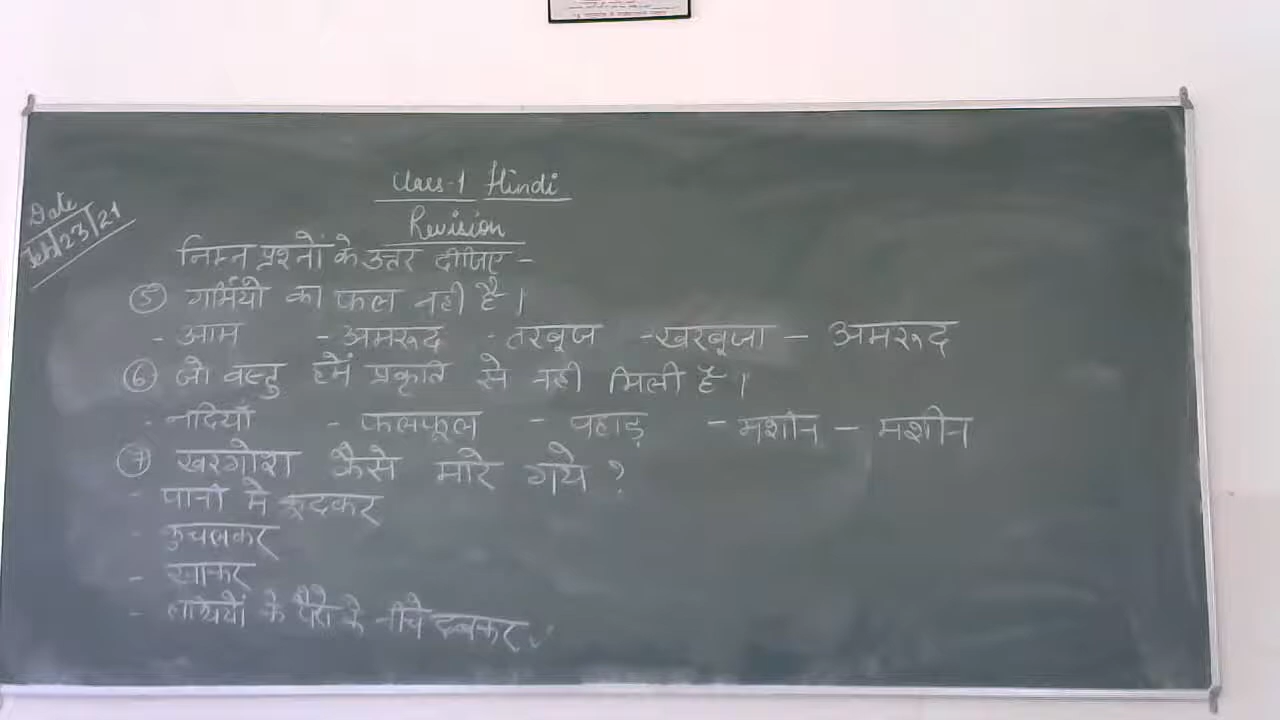 Class-1 Hindi
Date
Feb/23/21
Revision
निम्न प्रश्नों के उत्तर दीजिए -
⑤ गर्मियों का फल नही है।
- आम - अमरूद - तरबूज - खरबूजा - अमरूद
⑥ जो वस्तु हमें प्रकृति से नही मिली है।
- नदियाँ - फलफूल - पहाड़ - मशीन - मशीन
⑦ खरगोश कैसे मारे गये ?
- पानी मे कूदकर
- कुचलकर
- खाकर
- के पैरो के नीचे दबकर ✓